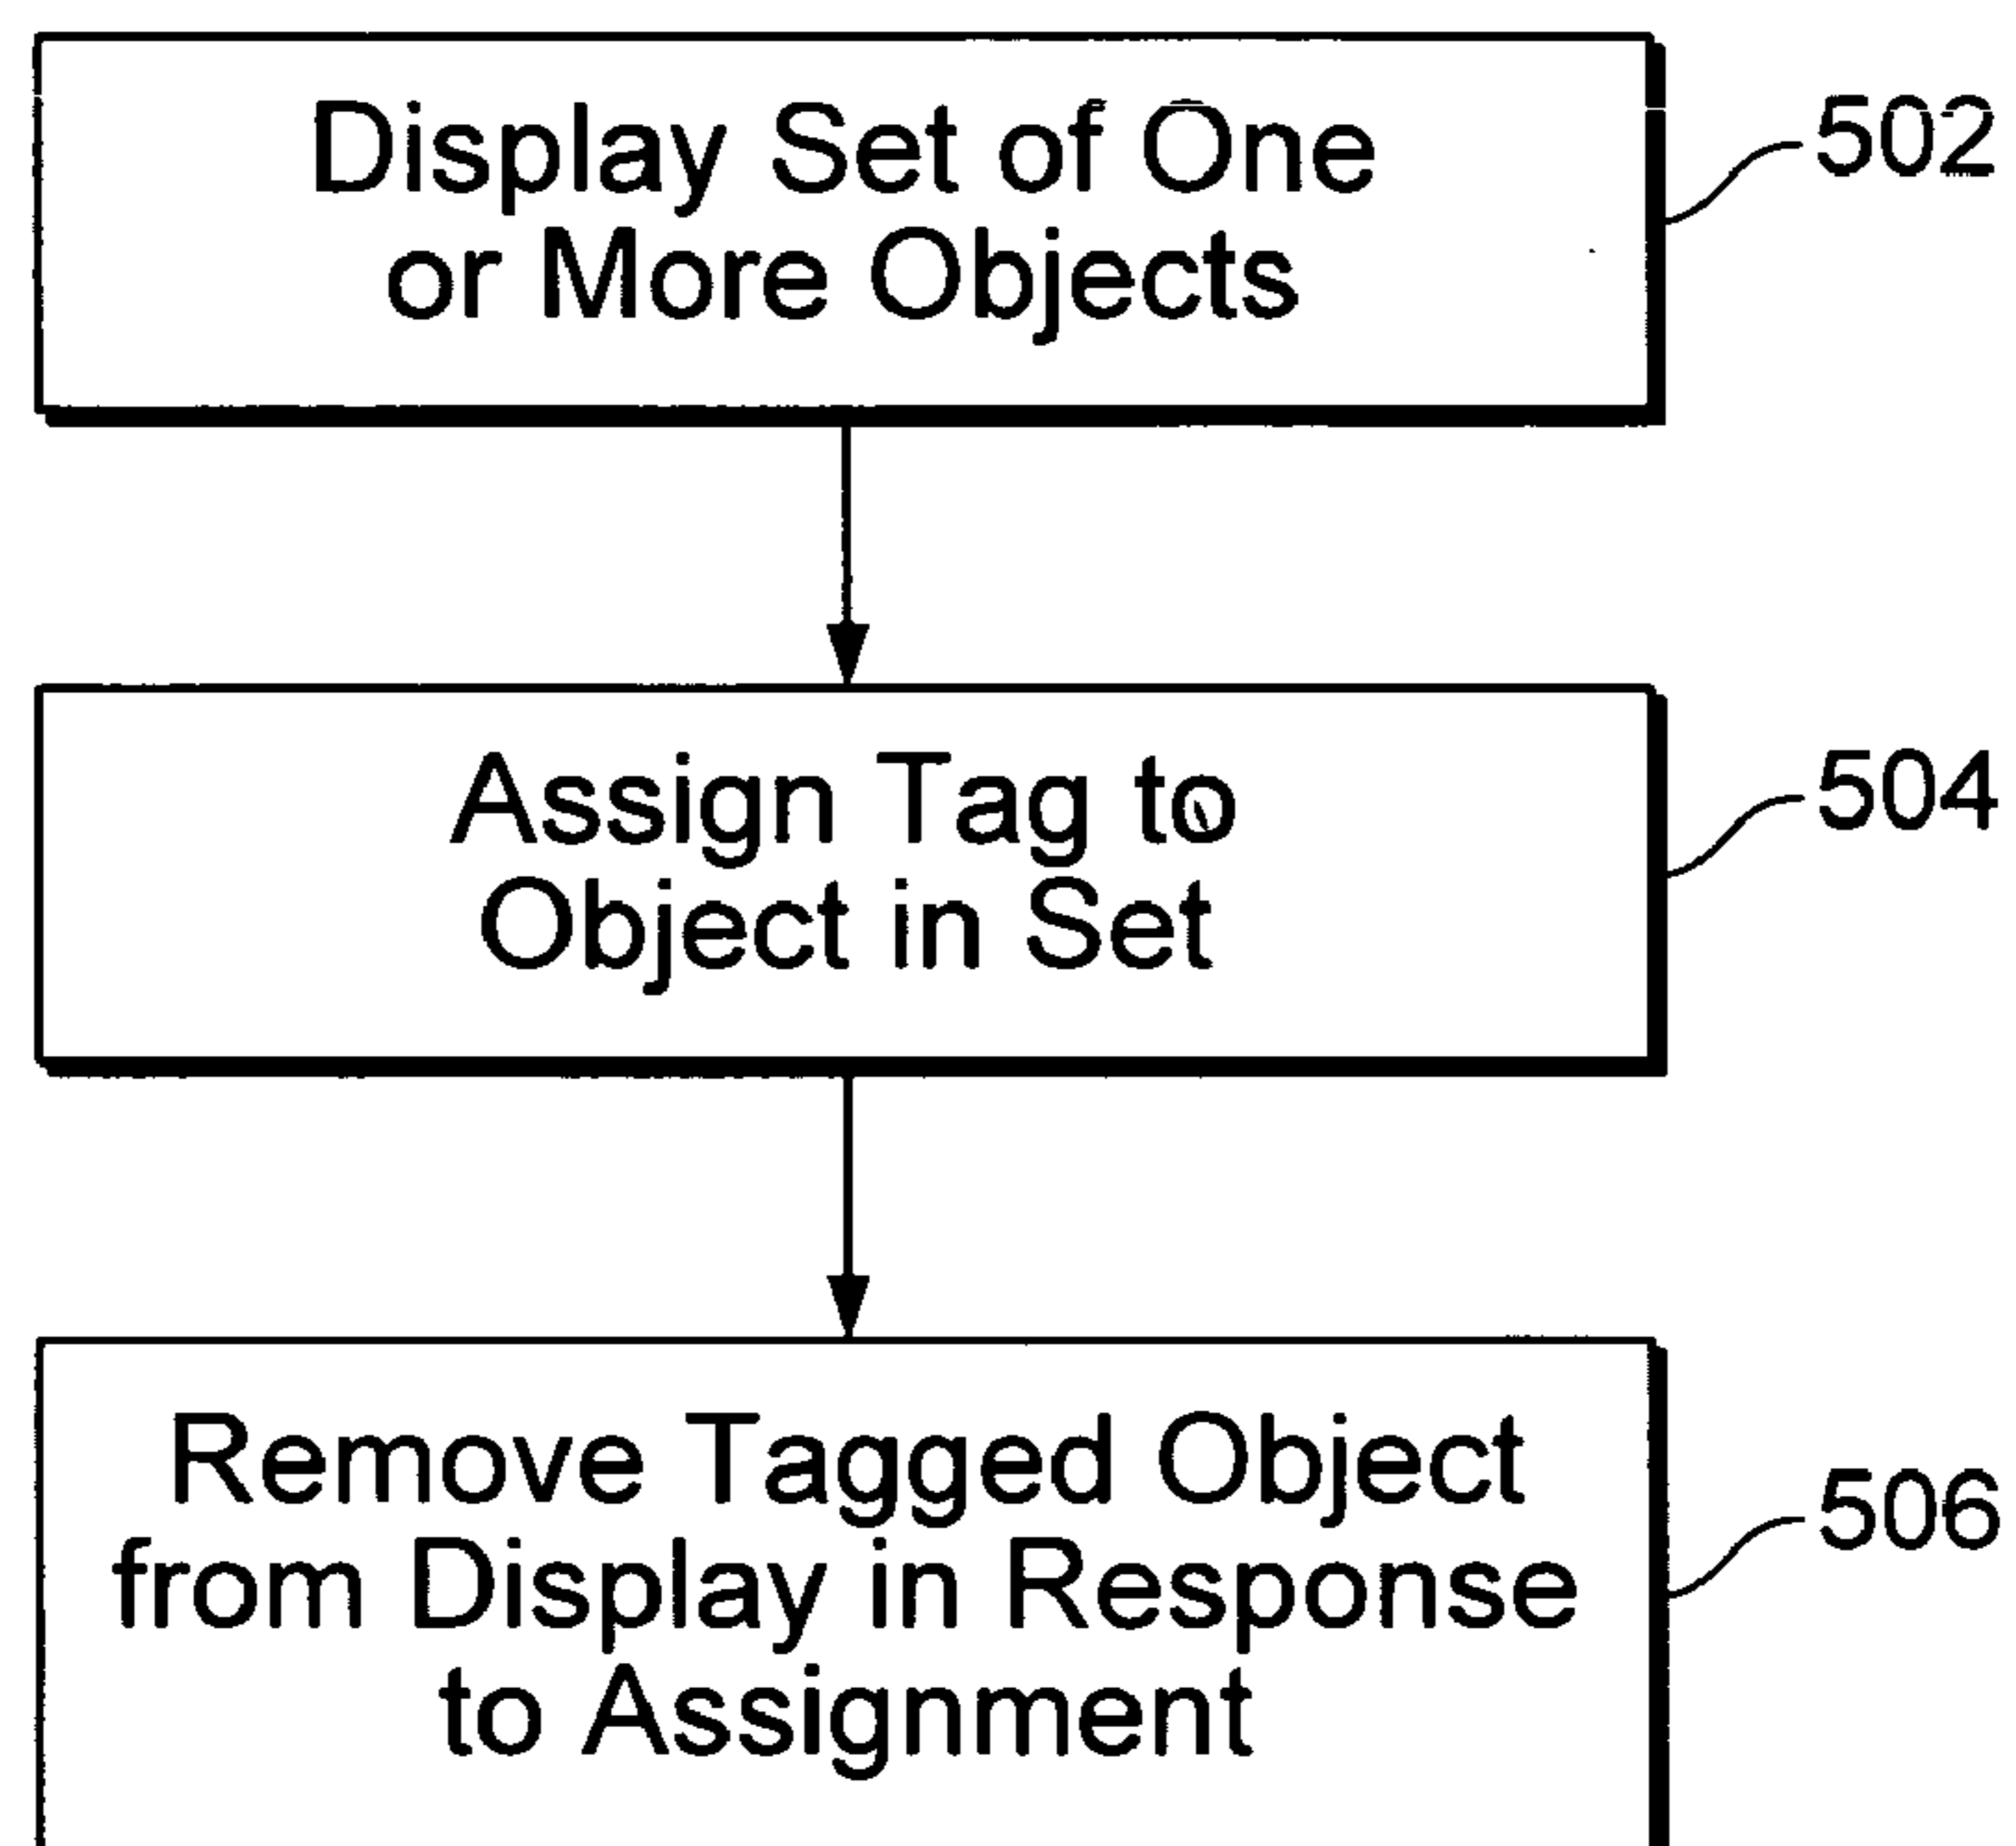 Display Set of One
or More Objects
502
Assign Tag to
Object in Set
504
Remove Tagged Object
from Display in Response
to Assignment
506